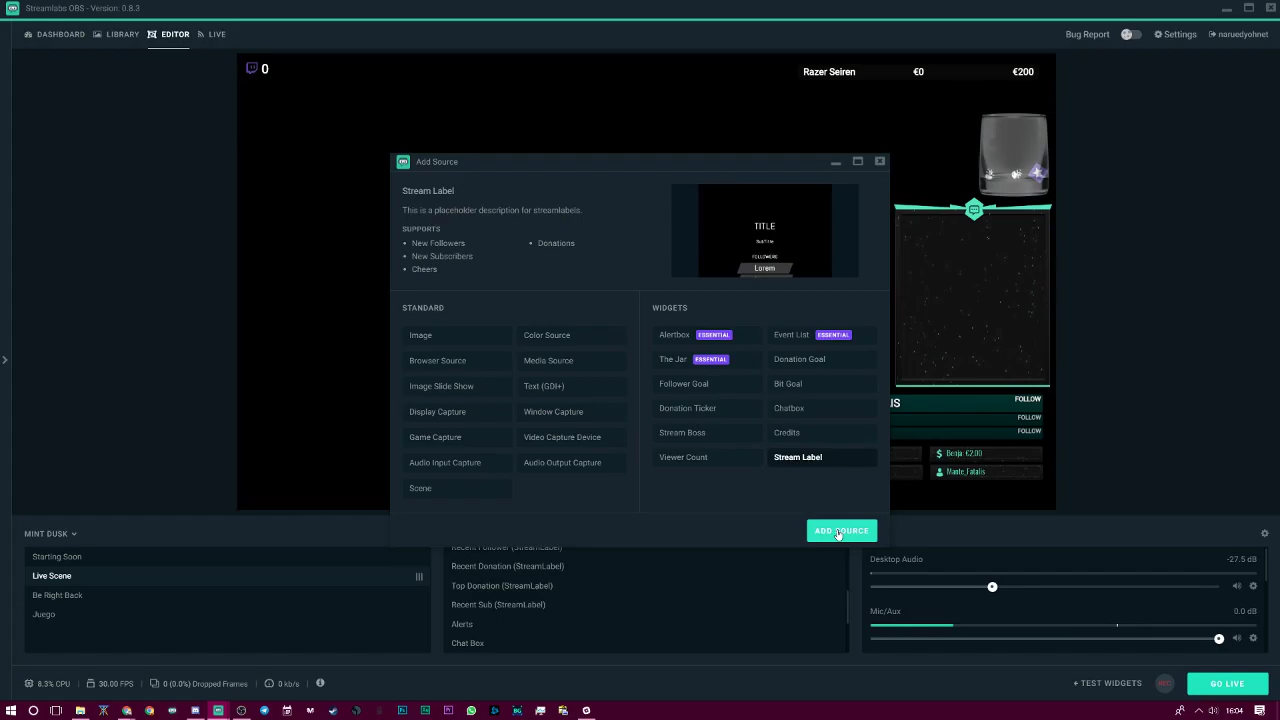 Streamlabs OBS - Version: 0.8.3
DASHBOARD LIBRARY EDITOR LIVE
Bug Report Settings naruedyohnet
0 Razer Seiren €0 €200
Add Source
Stream Label
This is a placeholder description for streamlabels.
SUPPORTS
• New Followers • Donations
• New Subscribers
• Cheers
TITLE
SubTitle
FOLLOWERS
Lorem
STANDARD
Image Color Source
Browser Source Media Source
Image Slide Show Text (GDI+)
Display Capture Window Capture
Game Capture Video Capture Device
Audio Input Capture Audio Output Capture
Scene
WIDGETS
Alertbox ESSENTIAL Event List ESSENTIAL
The Jar ESSENTIAL Donation Goal
Follower Goal Bit Goal
Donation Ticker Chatbox
Stream Boss Credits
Viewer Count Stream Label
ADD SOURCE
FOLLOW
FOLLOW
FOLLOW
Benja: €2.00
Mante_Fatalis
MINT DUSK
Starting Soon
Live Scene
Be Right Back
Juego
Recent Follower (StreamLabel)
Recent Donation (StreamLabel)
Top Donation (StreamLabel)
Recent Sub (StreamLabel)
Alerts
Chat Box
Desktop Audio -27.5 dB
Mic/Aux 0.0 dB
8.3% CPU 30.00 FPS 0 (0.0%) Dropped Frames 0 kb/s
+ TEST WIDGETS REC GO LIVE
16:04